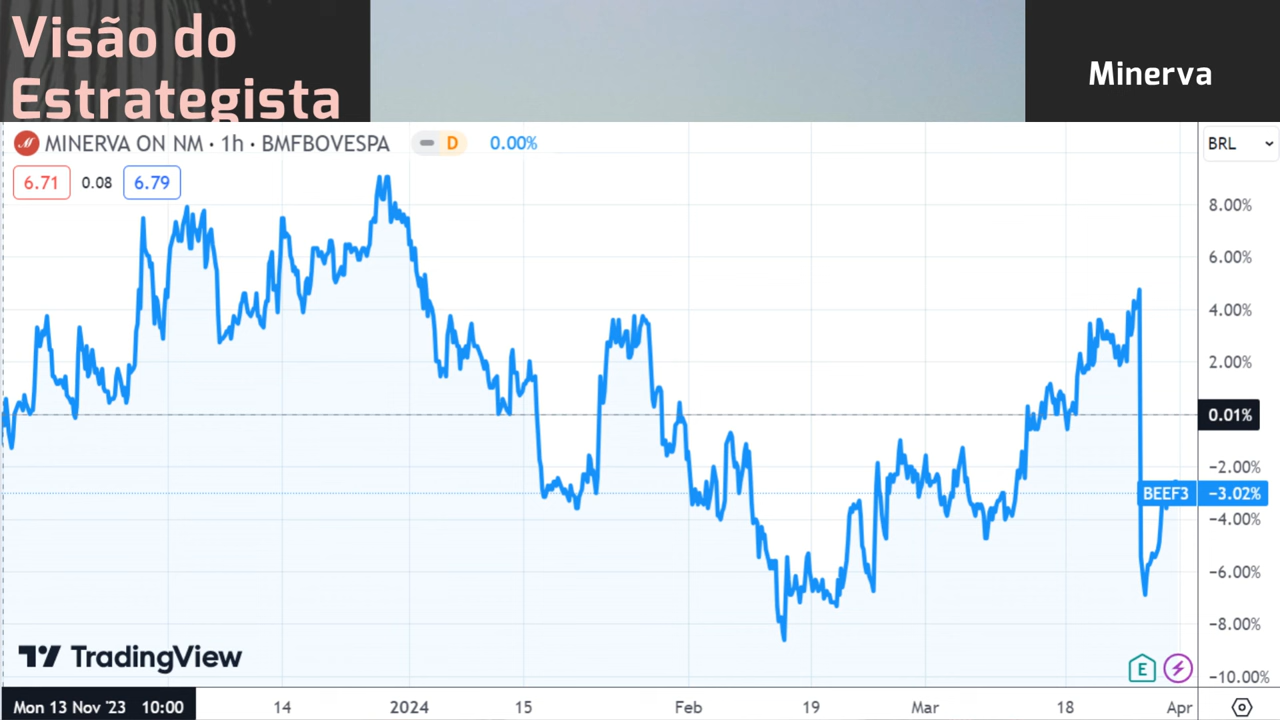 Visão do
Estrategista
Minerva
MINERVA ON NM · 1h · BMFBOVESPA D 0.00%
BRL
6.71 0.08 6.79
8.00%
6.00%
4.00%
2.00%
0.01%
−2.00%
BEEF3 −3.02%
−4.00%
−6.00%
−8.00%
−10.00%
TradingView
E
Mon 13 Nov '23 10:00 14 2024 15 Feb 19 Mar 18 Apr